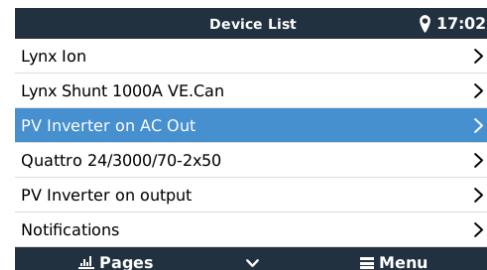 Device List 17:02
Lynx Ion
Lynx Shunt 1000A VE.Can
PV Inverter on AC Out
Quattro 24/3000/70-2x50
PV Inverter on output
Notifications
Pages Menu